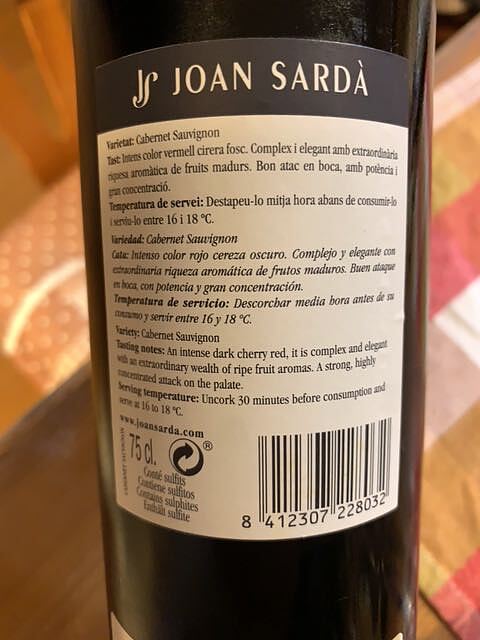 JS JOAN SARDÀ
Varietat: Cabernet Sauvignon
Tast: Intens color vermell cirera fosc. Complex i elegant amb extraordinària
riquesa aromàtica de fruits madurs. Bon atac en boca, amb potència i
gran concentració.
Temperatura de servei: Destapeu-lo mitja hora abans de consumir-lo
i serviu-lo entre 16 i 18 ºC.
Variedad: Cabernet Sauvignon
Cata: Intenso color rojo cereza oscuro. Complejo y elegante con
extraordinaria riqueza aromática de frutos maduros. Buen ataque
en boca, con potencia y gran concentración.
Temperatura de servicio: Descorchar media hora antes de su
consumo y servir entre 16 y 18 ºC.
Variety: Cabernet Sauvignon
Tasting notes: An intense dark cherry red, it is complex and elegant
with an extraordinary wealth of ripe fruit aromas. A strong, highly
concentrated attack on the palate.
Serving temperature: Uncork 30 minutes before consumption and
serve at 16 to 18 ºC.
www.joansarda.com
CABERNET SAUVIGNON
75 cl.
®
Conté sulfits
Contiene sulfitos
Contains sulphites
Enthält sulfite
8 412307 228032